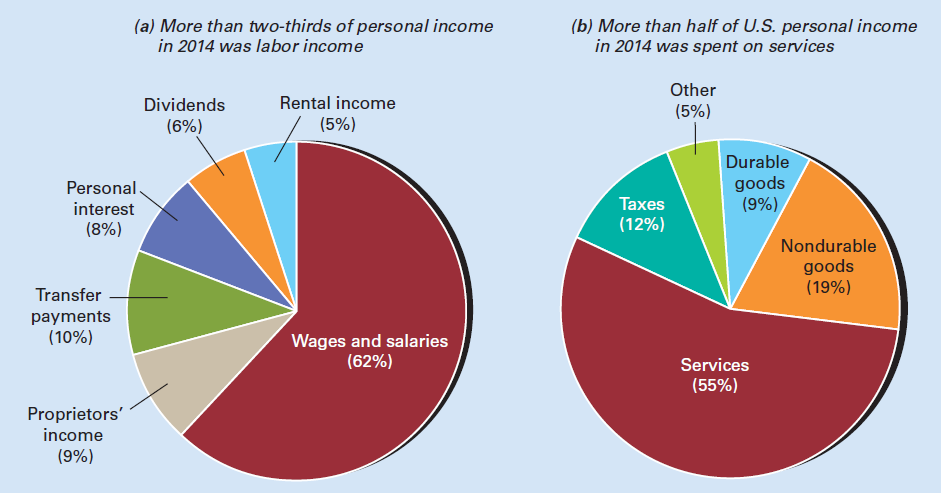 (a) More than two-thirds of personal income
in 2014 was labor income
Dividends
(6%)
Rental income
(5%)
Personal
interest
(8%)
Transfer
payments
(10%)
Wages and salaries
(62%)
Proprietors’
income
(9%)
(b) More than half of U.S. personal income
in 2014 was spent on services
Other
(5%)
Durable
goods
(9%)
Taxes
(12%)
Nondurable
goods
(19%)
Services
(55%)